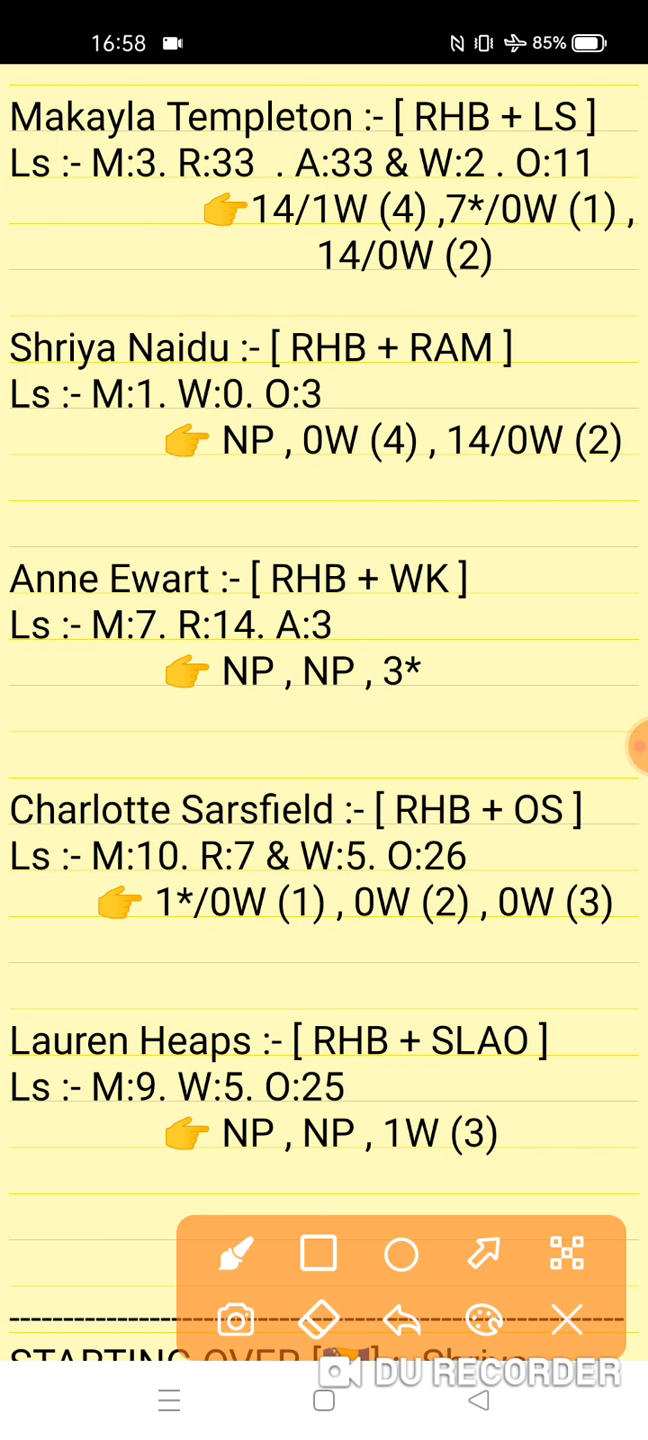 16:58 85%
Makayla Templeton :- [ RHB + LS ]
Ls :- M:3. R:33 . A:33 & W:2 . O:11
👉14/1W (4) ,7*/0W (1) ,
14/0W (2)
Shriya Naidu :- [ RHB + RAM ]
Ls :- M:1. W:0. O:3
👉 NP , 0W (4) , 14/0W (2)
Anne Ewart :- [ RHB + WK ]
Ls :- M:7. R:14. A:3
👉 NP , NP , 3*
Charlotte Sarsfield :- [ RHB + OS ]
Ls :- M:10. R:7 & W:5. O:26
👉 1*/0W (1) , 0W (2) , 0W (3)
Lauren Heaps :- [ RHB + SLAO ]
Ls :- M:9. W:5. O:25
👉 NP , NP , 1W (3)
STARTING OVER [ ] :- Shriya
DU RECORDER